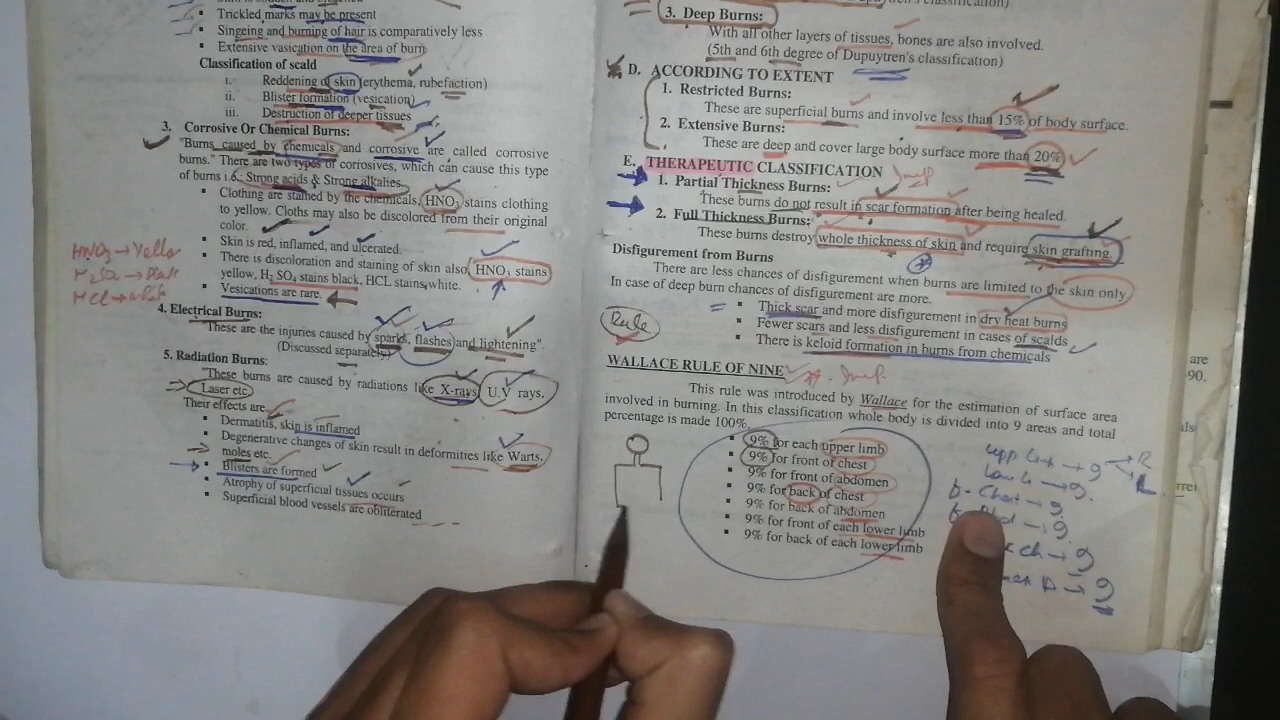 Trickled marks may be present
Singeing and burning of hair is comparatively less
Extensive vasication on the area of burn
Classification of scald
i. Reddening of skin (erythema, rubefaction)
ii. Blister formation (vesication)
iii. Destruction of deeper tissues
3. Corrosive Or Chemical Burns:
"Burns caused by chemicals and corrosive are called corrosive
burns." There are two types of corrosives, which can cause this type
of burns i.e.: Strong acids & Strong alkalies.
Clothing are stained by the chemicals, HNO3 stains clothing
to yellow. Cloths may also be discolored from their original
color.
Skin is red, inflamed, and ulcerated.
There is discoloration and staining of skin also HNO3 stains
yellow, H2 SO4 stains black, HCL stains white.
Vesications are rare.
HNO3 → Yellow
H2SO4 → Black
HCl → white
4. Electrical Burns:
"These are the injuries caused by sparks, flashes and lightening".
(Discussed separately)
5. Radiation Burns:
"These burns are caused by radiations like X-rays U.V rays,
Laser etc.
Their effects are.
Dermatitis, skin is inflamed
Degenerative changes of skin result in deformities like Warts,
moles etc.
Blisters are formed
Atrophy of superficial tissues occurs
Superficial blood vessels are obliterated
3. Deep Burns:
With all other layers of tissues, bones are also involved.
(5th and 6th degree of Dupuytren's classification)
D. ACCORDING TO EXTENT
1. Restricted Burns:
These are superficial burns and involve less than 15% of body surface.
2. Extensive Burns:
These are deep and cover large body surface more than 20%
E. THERAPEUTIC CLASSIFICATION
1. Partial Thickness Burns:
These burns do not result in scar formation after being healed.
2. Full Thickness Burns:
These burns destroy whole thickness of skin and require skin grafting.
Disfigurement from Burns
There are less chances of disfigurement when burns are limited to the skin only.
In case of deep burn chances of disfigurement are more.
Thick scar and more disfigurement in dry heat burns
Fewer scars and less disfigurement in cases of scalds
There is keloid formation in burns from chemicals
Rule
WALLACE RULE OF NINE
This rule was introduced by Wallace for the estimation of surface area
involved in burning. In this classification whole body is divided into 9 areas and total
percentage is made 100%.
9% for each upper limb
9% for front of chest
9% for front of abdomen
9% for back of chest
9% for back of abdomen
9% for front of each lower limb
9% for back of each lower limb
are
90.